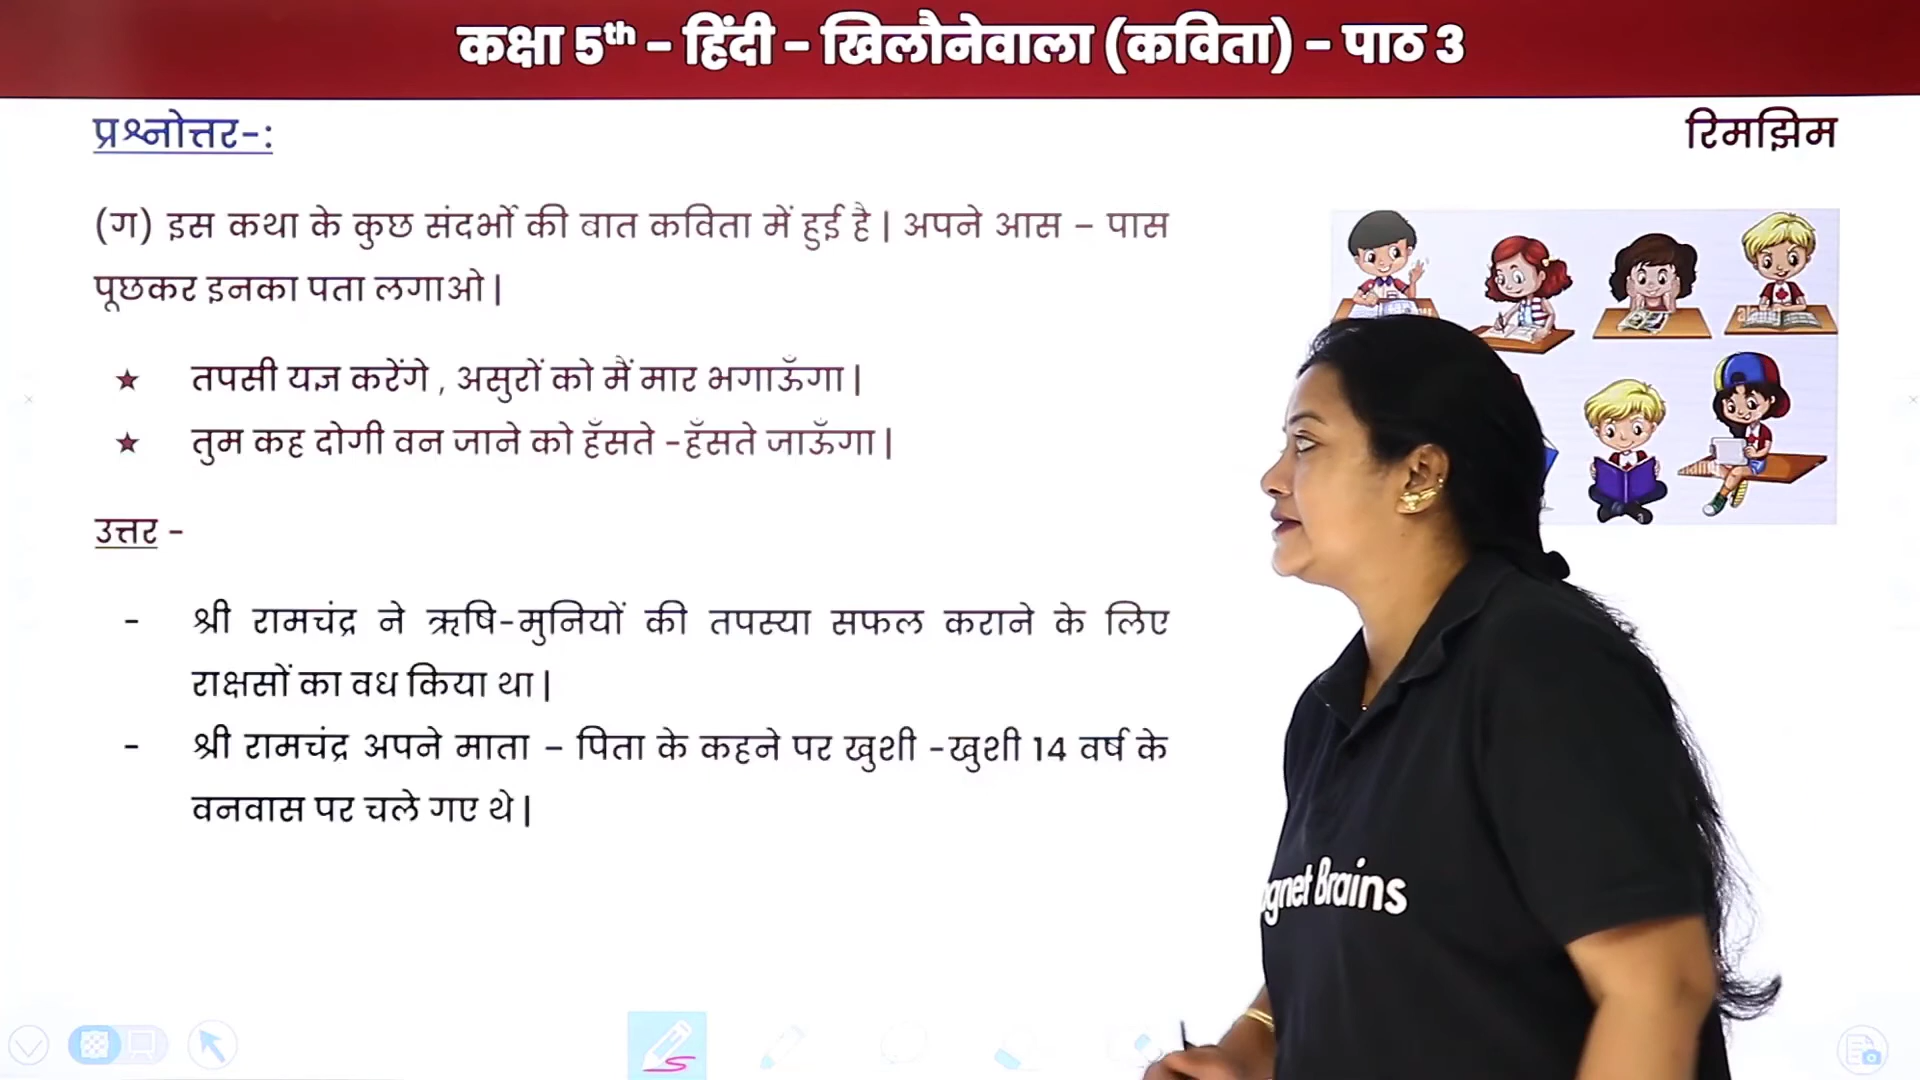 कक्षा 5th – हिंदी – खिलौनेवाला (कविता) – पाठ 3
प्रश्नोत्तर-:
रिमझिम
(ग) इस कथा के कुछ संदर्भों की बात कविता में हुई है | अपने आस – पास
पूछकर इनका पता लगाओ |
★ तपसी यज्ञ करेंगे , असुरों को मैं मार भगाऊँगा |
★ तुम कह दोगी वन जाने को हँसते -हँसते जाऊँगा |
उत्तर -
- श्री रामचंद्र ने ऋषि-मुनियों की तपस्या सफल कराने के लिए
राक्षसों का वध किया था |
- श्री रामचंद्र अपने माता – पिता के कहने पर खुशी -खुशी 14 वर्ष के
वनवास पर चले गए थे |
gnet Brains